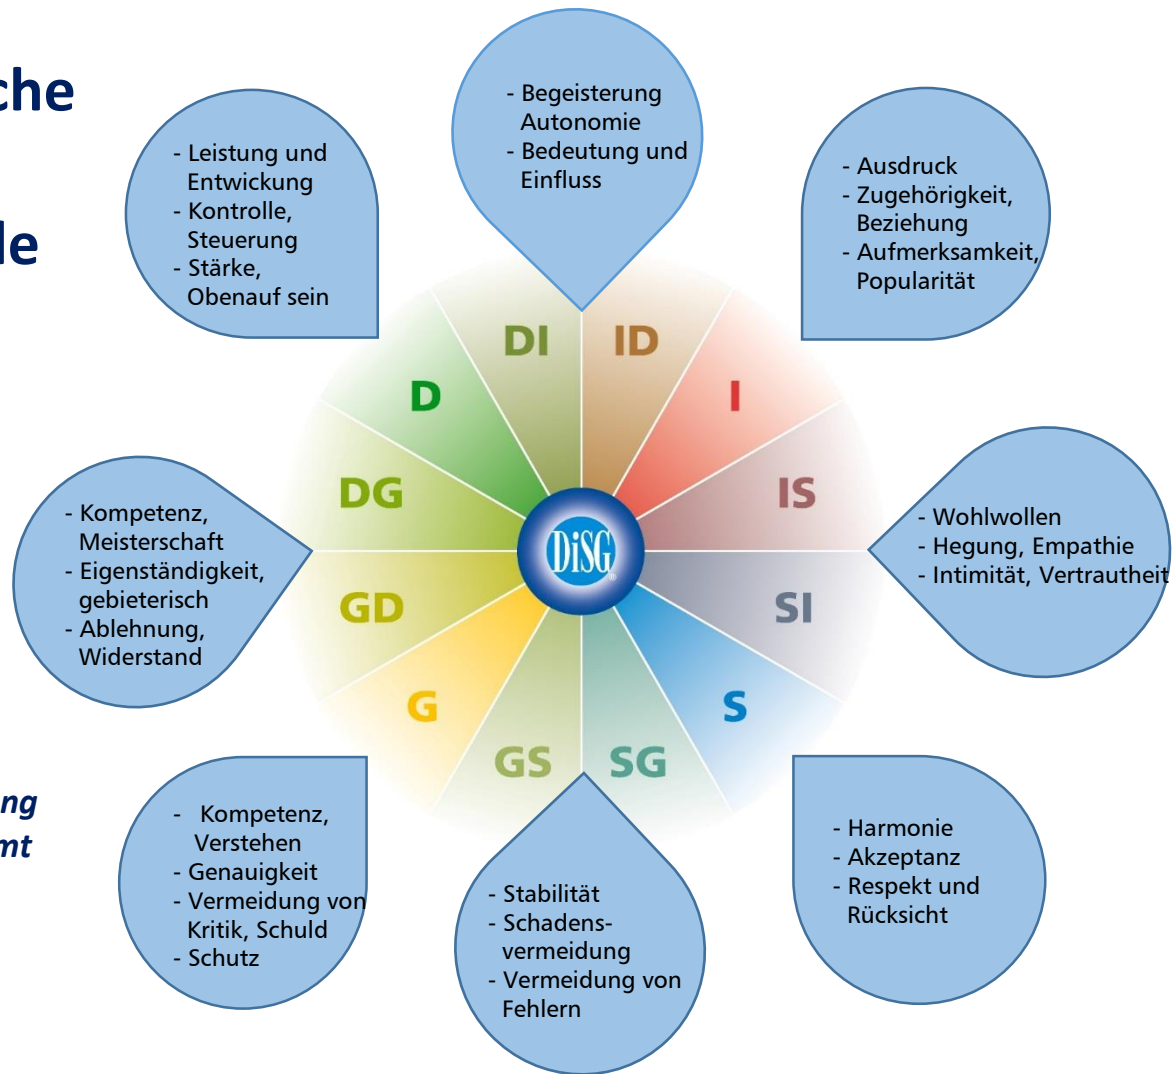 che
de
- Begeisterung
Autonomie
- Bedeutung und
Einfluss
- Leistung und
Entwickung
- Kontrolle,
Steuerung
- Stärke,
Obenauf sein
- Ausdruck
- Zugehörigkeit,
Beziehung
- Aufmerksamkeit,
Popularität
DI
ID
D
I
DG
IS
DiSG®
GD
SI
G
S
GS
SG
- Kompetenz,
Meisterschaft
- Eigenständigkeit,
gebieterisch
- Ablehnung,
Widerstand
- Wohlwollen
- Hegung, Empathie
- Intimität, Vertrautheit
ng
mt
- Kompetenz,
Verstehen
- Genauigkeit
- Vermeidung von
Kritik, Schuld
- Schutz
- Stabilität
- Schadens-
vermeidung
- Vermeidung von
Fehlern
- Harmonie
- Akzeptanz
- Respekt und
Rücksicht